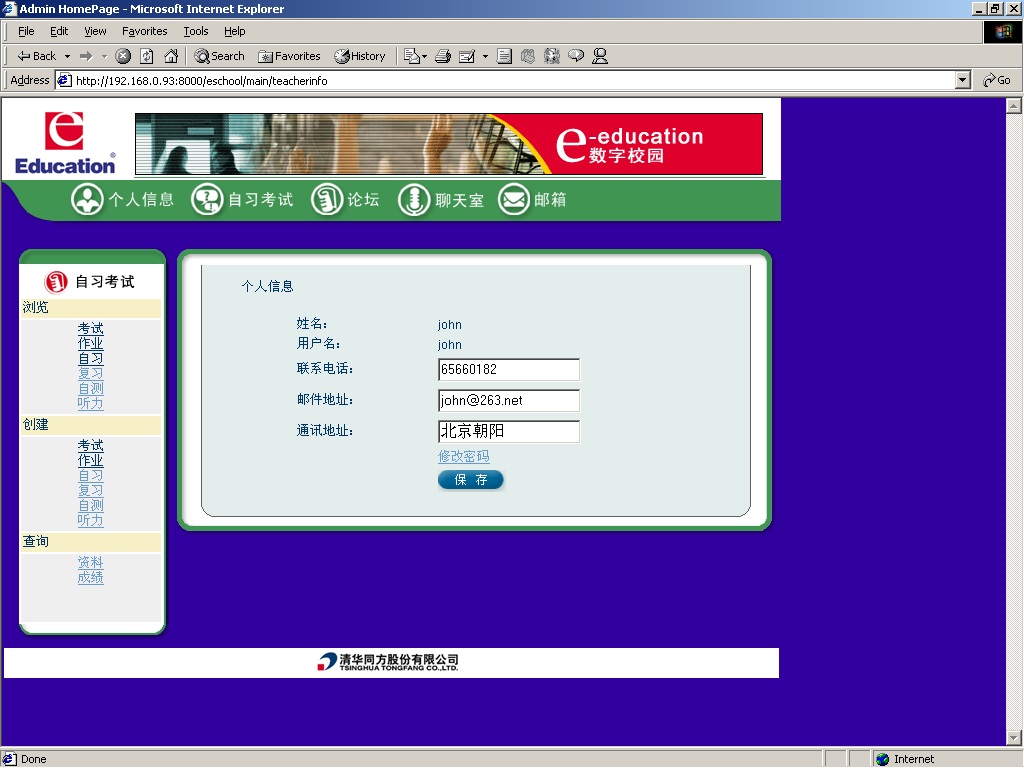 Admin HomePage - Microsoft Internet Explorer
File Edit View Favorites Tools Help
Back Search Favorites History
Address http://192.168.0.93:8000/eschool/main/teacherinfo Go
e
Education®
e-education
数字校园
个人信息 自习考试 论坛 聊天室 邮箱
自习考试
浏览
考试
作业
自习
复习
自测
听力
创建
考试
作业
自习
复习
自测
听力
查询
资料
成绩
个人信息
姓名: john
用户名: john
联系电话: 65660182
邮件地址: john@263.net
通讯地址: 北京朝阳
修改密码
保 存
清华同方股份有限公司
TSINGHUA TONGFANG CO.,LTD.
Done Internet